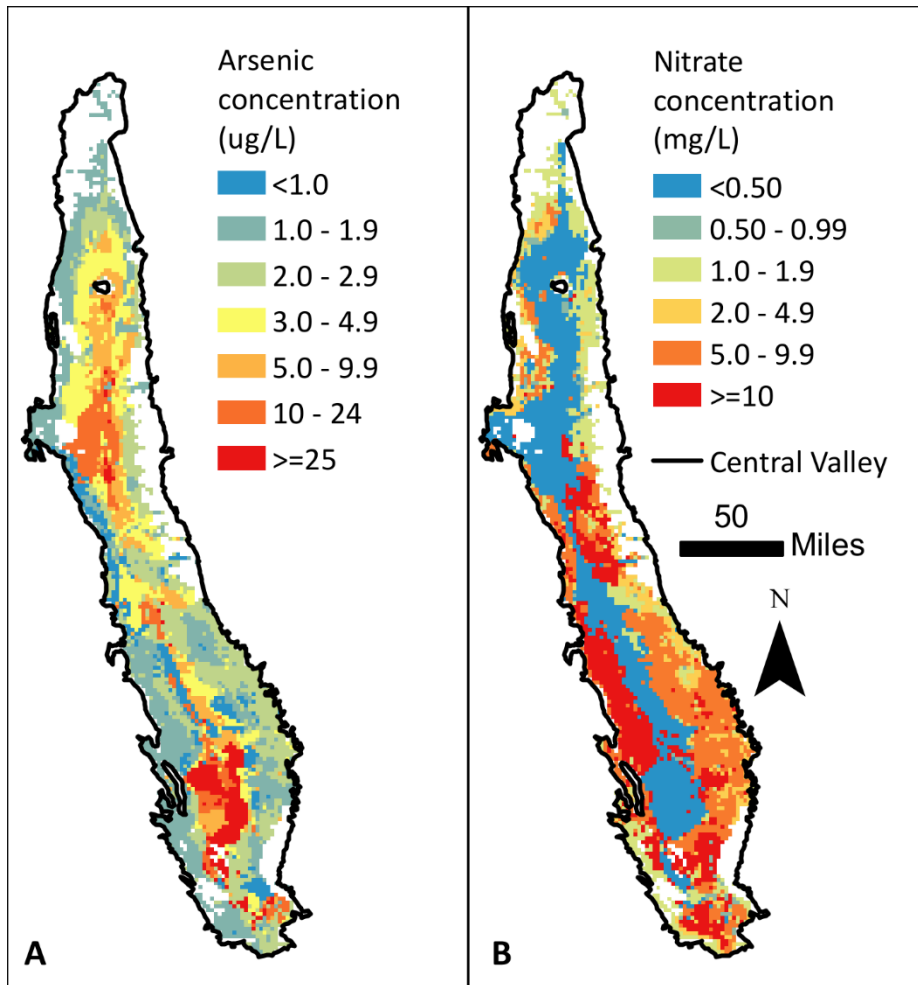 Arsenic
concentration
(ug/L)
<1.0
1.0 - 1.9
2.0 - 2.9
3.0 - 4.9
5.0 - 9.9
10 - 24
>=25
A
Nitrate
concentration
(mg/L)
<0.50
0.50 - 0.99
1.0 - 1.9
2.0 - 4.9
5.0 - 9.9
>=10
Central Valley
50
Miles
N
B